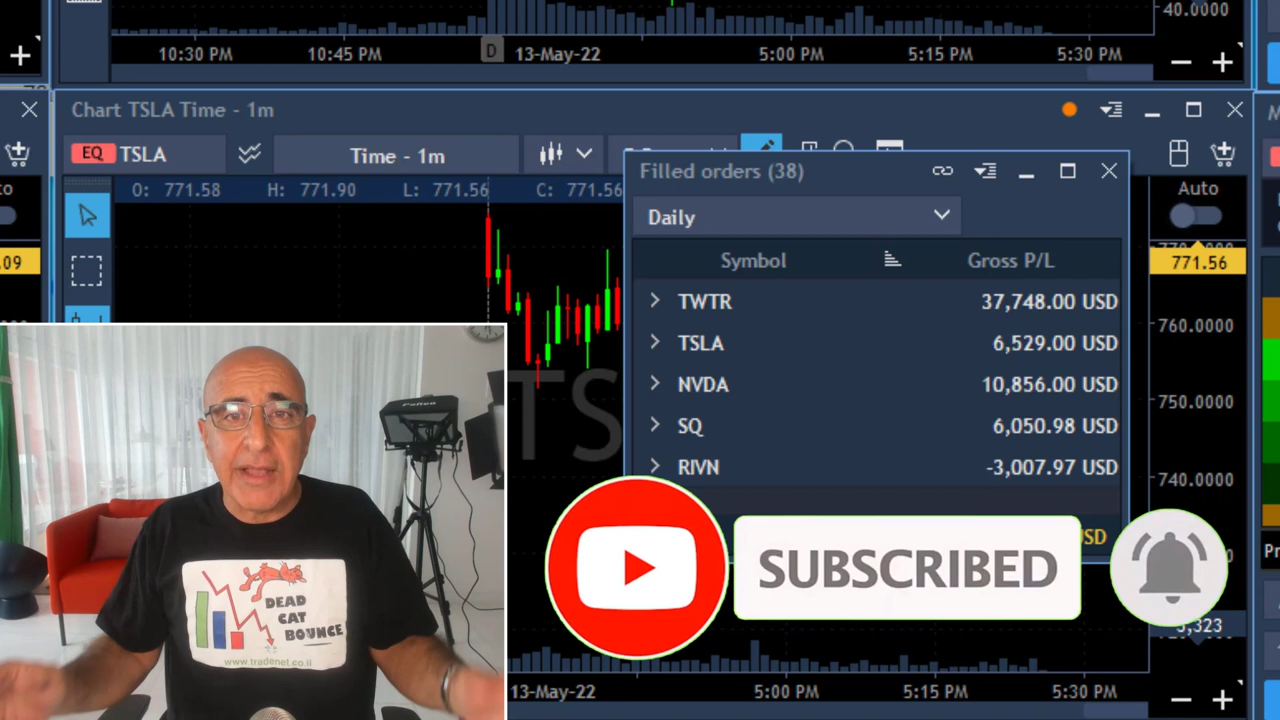 40.0000
10:30 PM 10:45 PM D 13-May-22 5:00 PM 5:15 PM 5:30 PM
Chart TSLA Time - 1m
EQ TSLA Time - 1m
O: 771.58 H: 771.90 L: 771.56 C: 771.56
Filled orders (38)
Auto
Daily
.09
771.56
Symbol Gross P/L
TWTR 37,748.00 USD
TSLA 6,529.00 USD
NVDA 10,856.00 USD
SQ 6,050.98 USD
RIVN -3,007.97 USD
760.0000
750.0000
740.0000
USD
SUBSCRIBED
Canon
DEAD
CAT
BOUNCE
www.tradenet.co.il
13-May-22 5:00 PM 5:15 PM 5:30 PM